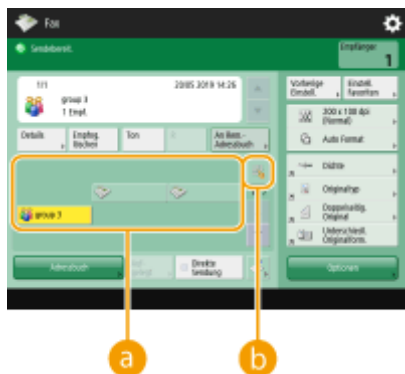 Fax
Sendebereit.
Empfänger
1
1/1
20/05 2019 14:26
group 3
1 Empf.
Vorherige
Einstell.
Einstell.
Favoriten
200 x 100 dpi
(Normal)
Auto Format
Details
Empfng.
löschen
Ton
An Ben.-
Adressbuch
Dichte
Originaltyp
group 3
Doppelseitig.
Original
Unterschiedl.
Originalform.
Adressbuch
Direkte
Sendung
Optionen
a
b